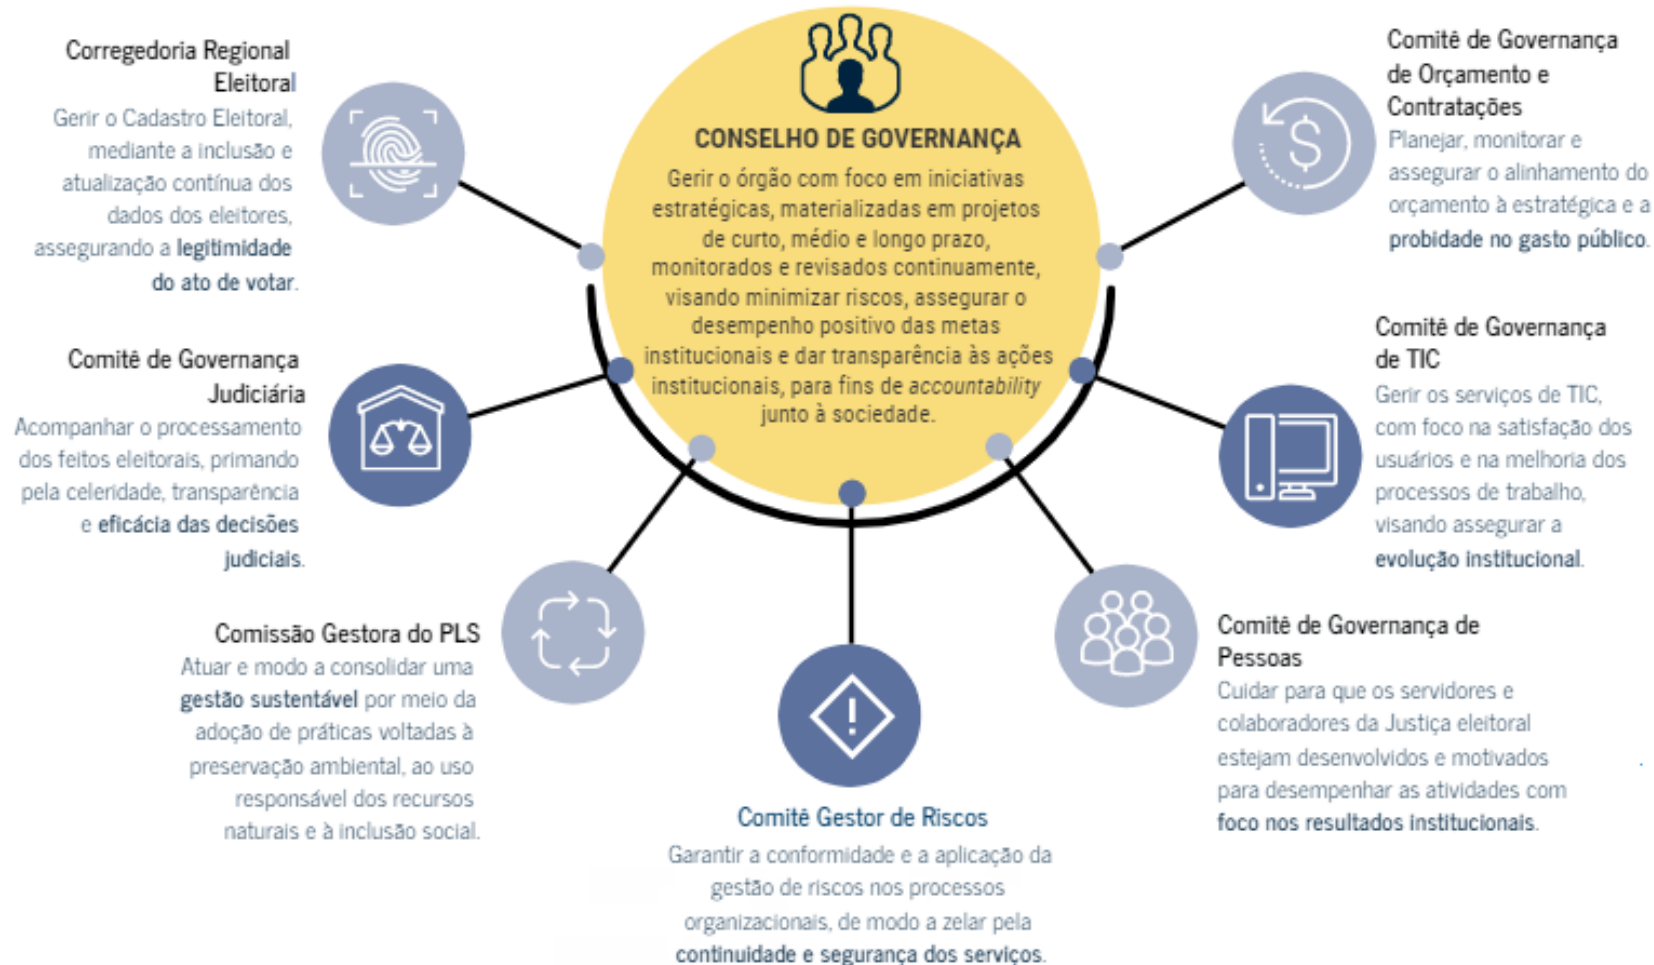 Corregedoria Regional
Eleitoral
Gerir o Cadastro Eleitoral,
mediante a inclusão e
atualização contínua dos
dados dos eleitores,
assegurando a legitimidade
do ato de votar.
Comitê de Governança
Judiciária
Acompanhar o processamento
dos feitos eleitorais, primando
pela celeridade, transparência
e eficácia das decisões
judiciais.
Comissão Gestora do PLS
Atuar e modo a consolidar uma
gestão sustentável por meio da
adoção de práticas voltadas à
preservação ambiental, ao uso
responsável dos recursos
naturais e à inclusão social.
CONSELHO DE GOVERNANÇA
Gerir o órgão com foco em iniciativas
estratégicas, materializadas em projetos
de curto, médio e longo prazo,
monitorados e revisados continuamente,
visando minimizar riscos, assegurar o
desempenho positivo das metas
institucionais e dar transparência às ações
institucionais, para fins de accountability
junto à sociedade.
Comitê Gestor de Riscos
Garantir a conformidade e a aplicação da
gestão de riscos nos processos
organizacionais, de modo a zelar pela
continuidade e segurança dos serviços.
Comitê de Governança
de Orçamento e
Contratações
Planejar, monitorar e
assegurar o alinhamento do
orçamento à estratégica e a
probidade no gasto público.
Comitê de Governança
de TIC
Gerir os serviços de TIC,
com foco na satisfação dos
usuários e na melhoria dos
processos de trabalho,
visando assegurar a
evolução institucional.
Comitê de Governança de
Pessoas
Cuidar para que os servidores e
colaboradores da Justiça eleitoral
estejam desenvolvidos e motivados
para desempenhar as atividades com
foco nos resultados institucionais.